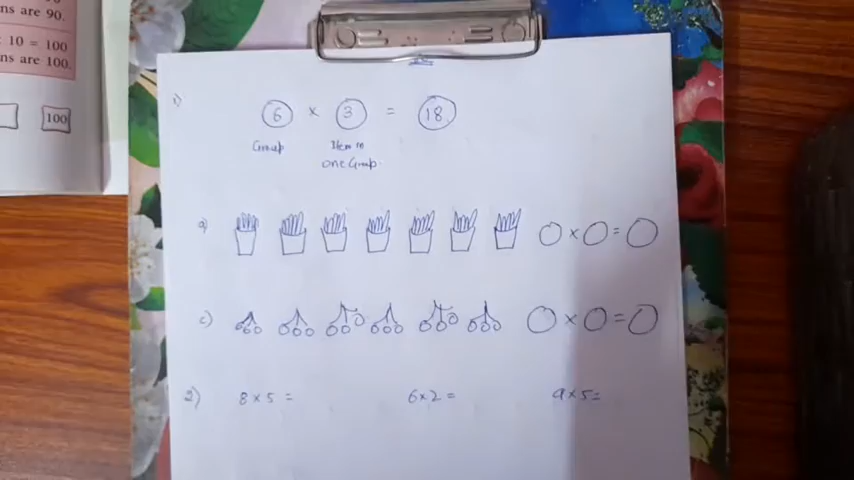 are 90.
10 = 100
ns are 100.
100
1)
6 × 3 = 18
Group Item in
one Group
a) × =
c) × =
2) 8 × 5 = 6 × 2 = 9 × 5 =